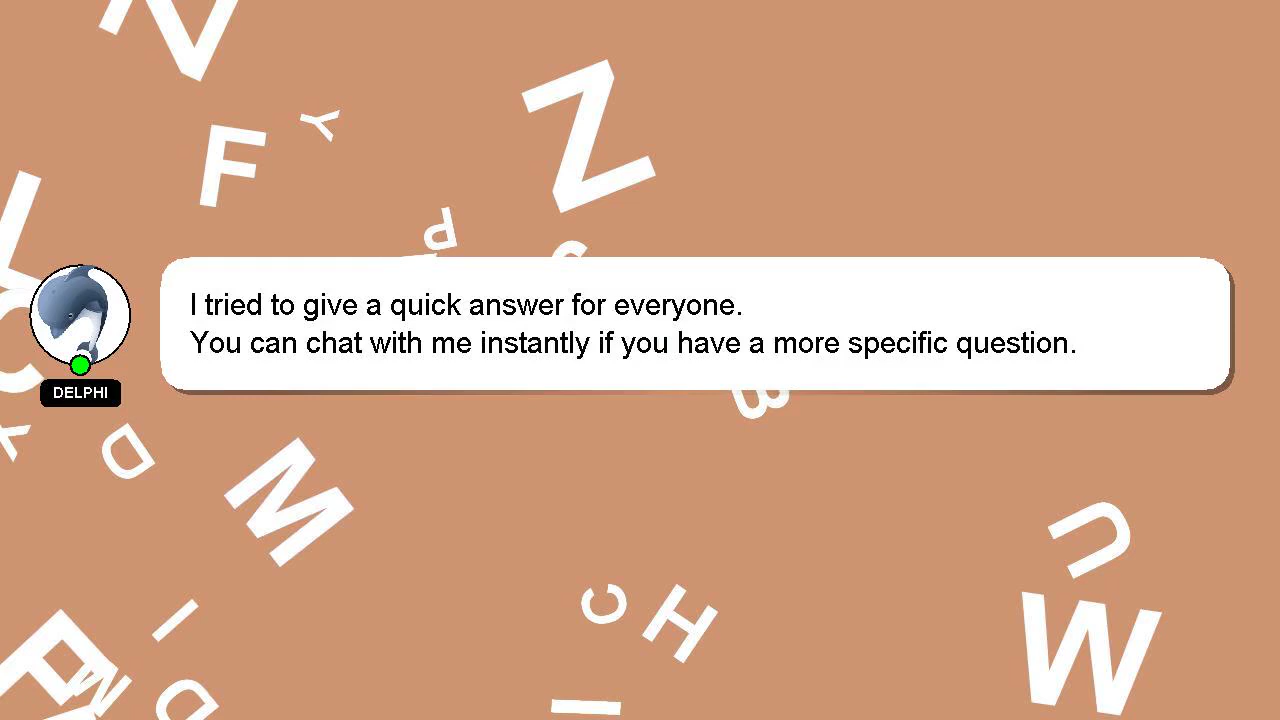 I tried to give a quick answer for everyone.
You can chat with me instantly if you have a more specific question.
DELPHI
N
F
Y
Z
P
S
B
Y
D
M
U
I
C
H
W
P
M
D
I